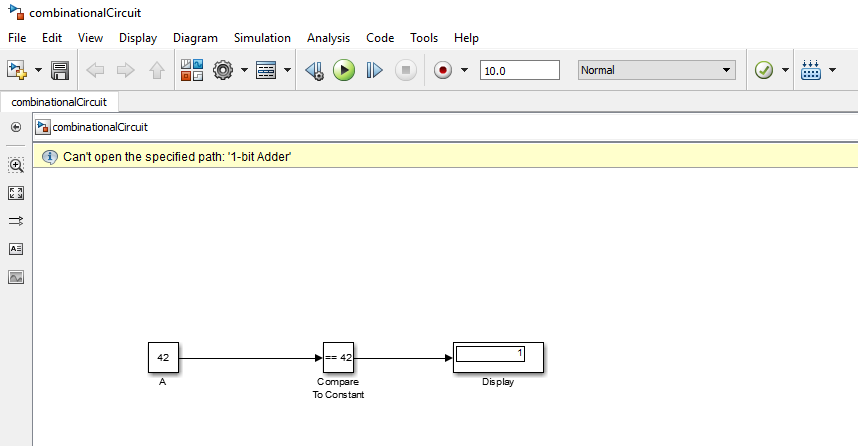 combinationalCircuit
File Edit View Display Diagram Simulation Analysis Code Tools Help
10.0 Normal
combinationalCircuit
combinationalCircuit
Can't open the specified path: '1-bit Adder'
42 == 42 1
A Compare Display
To Constant